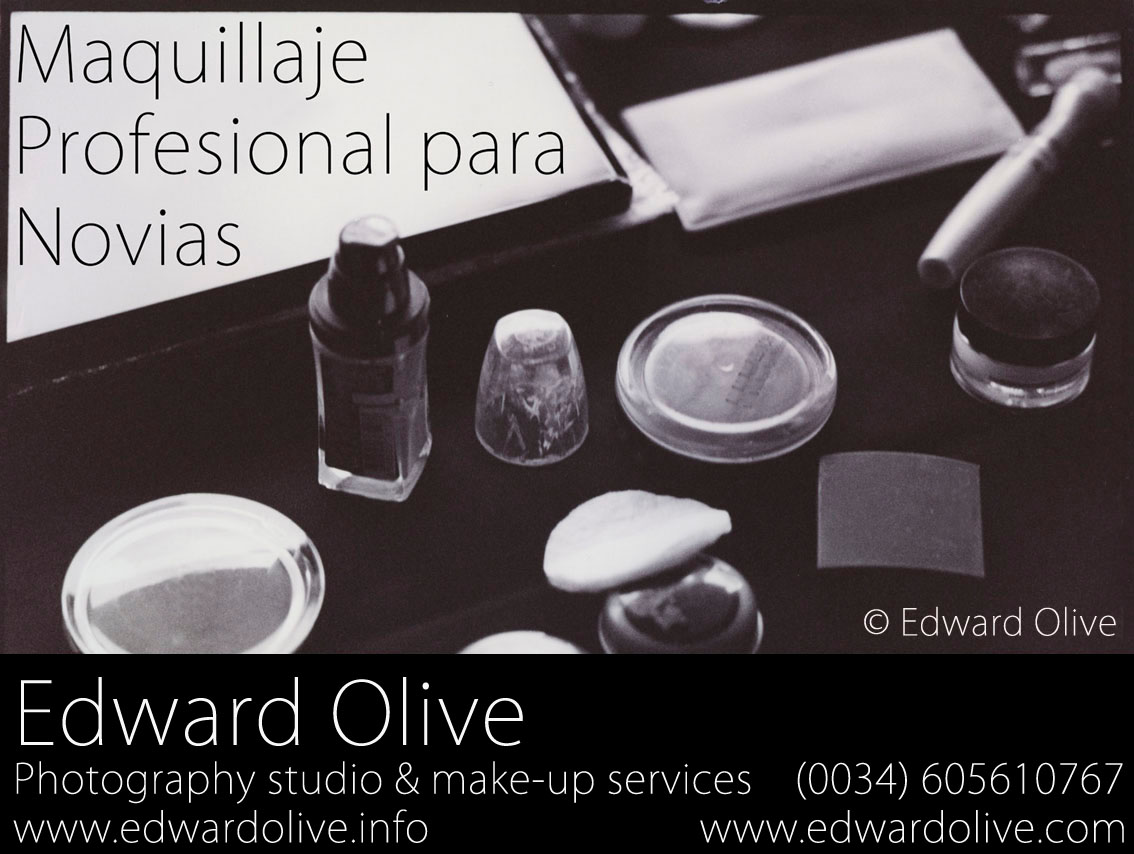 Maquillaje
Profesional para
Novias
© Edward Olive
Edward Olive
Photography studio & make-up services (0034) 605610767
www.edwardolive.info www.edwardolive.com